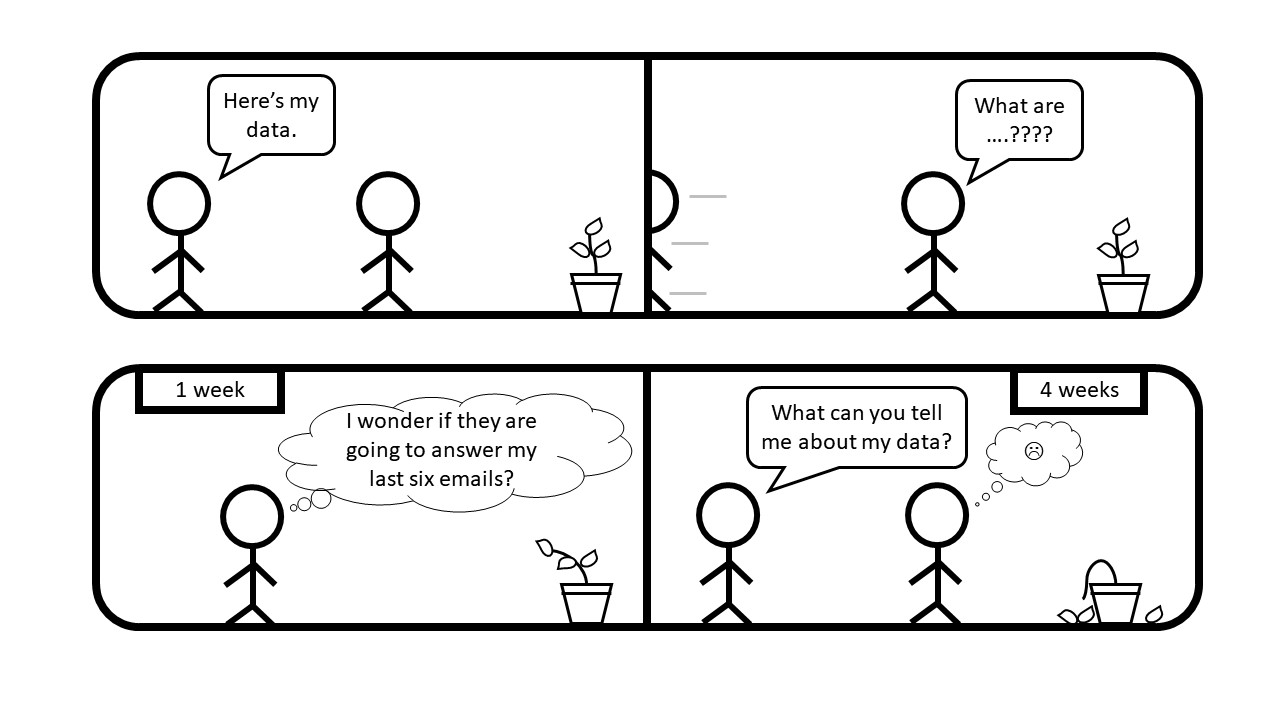 Here’s my
data.
What are
….????
1 week
I wonder if they are
going to answer my
last six emails?
What can you tell
me about my data?
4 weeks